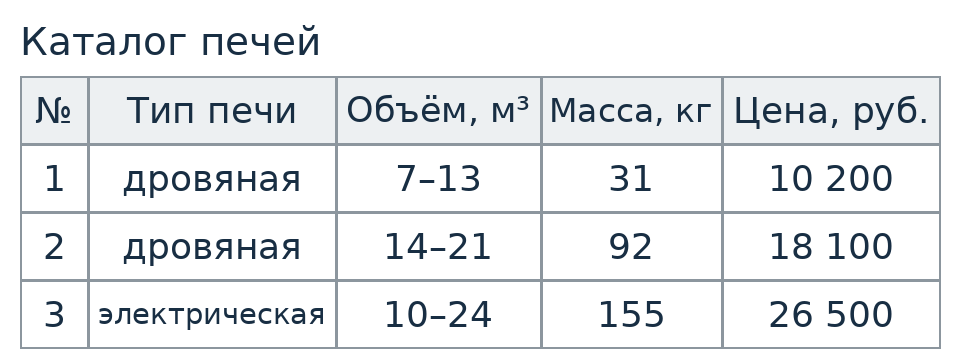 Каталог печей
№ Тип печи Объём, м³ Масса, кг Цена, руб.
1 дровяная 7–13 31 10 200
2 дровяная 14–21 92 18 100
3 электрическая 10–24 155 26 500